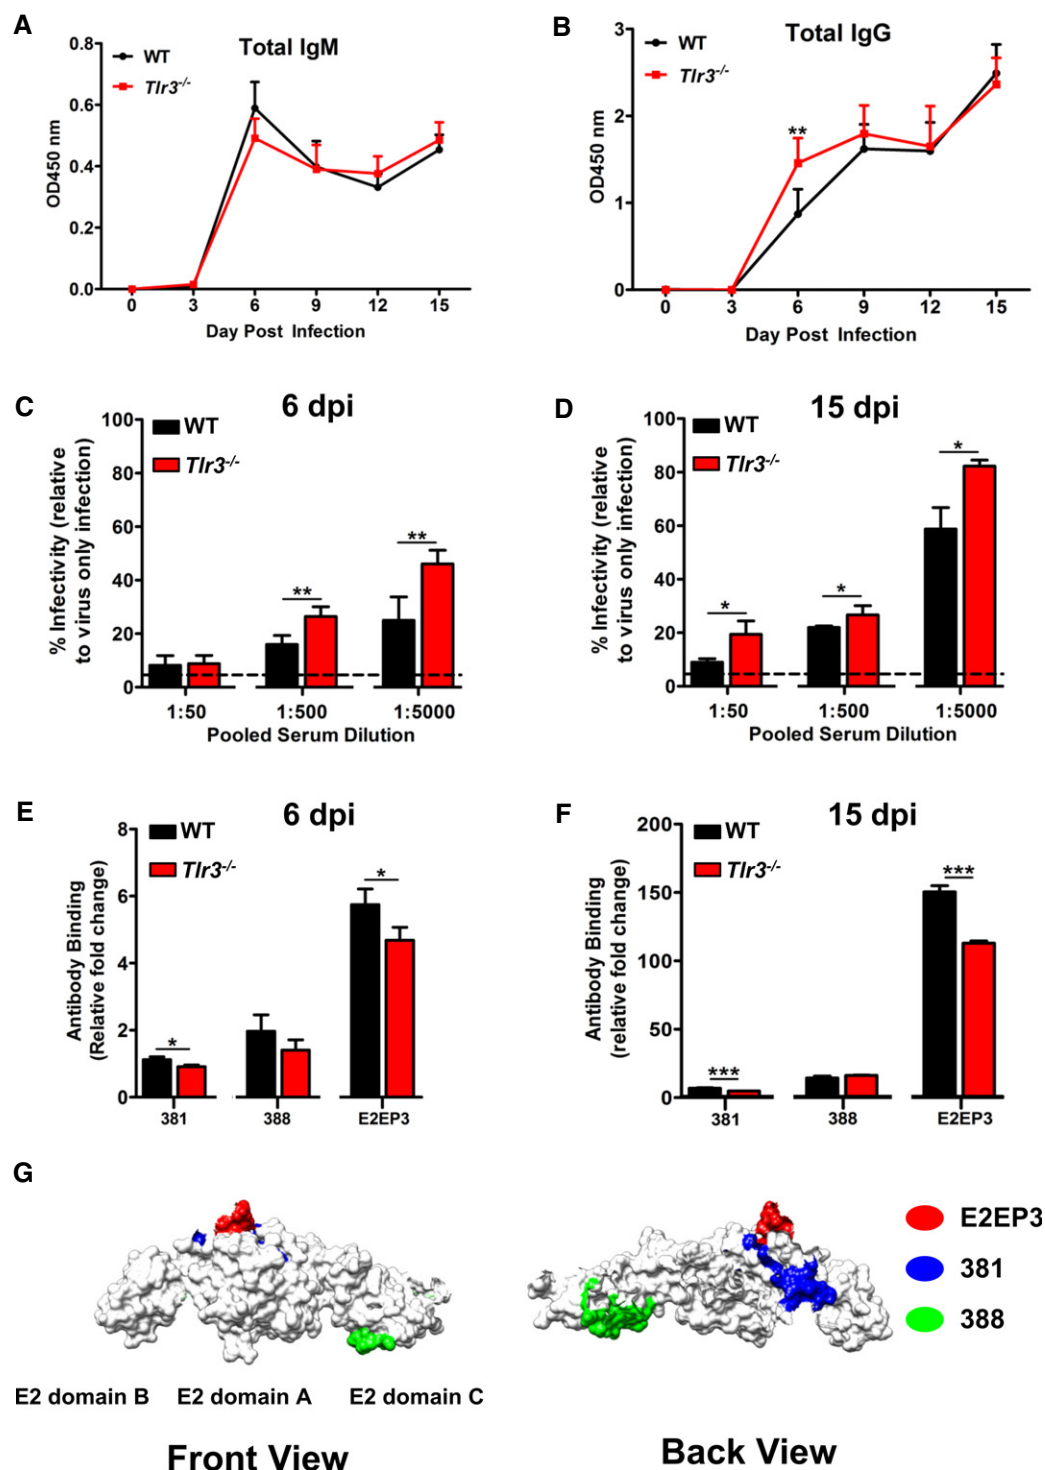 A
Total IgM
WT
Tlr3-/-
0.8
0.6
0.4
0.2
0.0
OD450 nm
0 3 6 9 12 15
Day Post Infection
B
Total IgG
WT
Tlr3-/-
3
2
1
0
OD450 nm
**
0 3 6 9 12 15
Day Post Infection
C
6 dpi
WT
Tlr3-/-
100
80
60
40
20
0
% Infectivity (relative
to virus only infection)
**
**
1:50 1:500 1:5000
Pooled Serum Dilution
D
15 dpi
WT
Tlr3-/-
100
80
60
40
20
0
% Infectivity (relative
to virus only infection)
*
*
*
1:50 1:500 1:5000
Pooled Serum Dilution
E
6 dpi
WT
Tlr3-/-
8
6
4
2
0
Antibody Binding
(Relative fold change)
*
*
381 388 E2EP3
F
15 dpi
WT
Tlr3-/-
200
150
100
50
0
Antibody Binding
(relative fold change)
***
***
381 388 E2EP3
G
E2EP3
381
388
E2 domain B E2 domain A E2 domain C
Front View
Back View